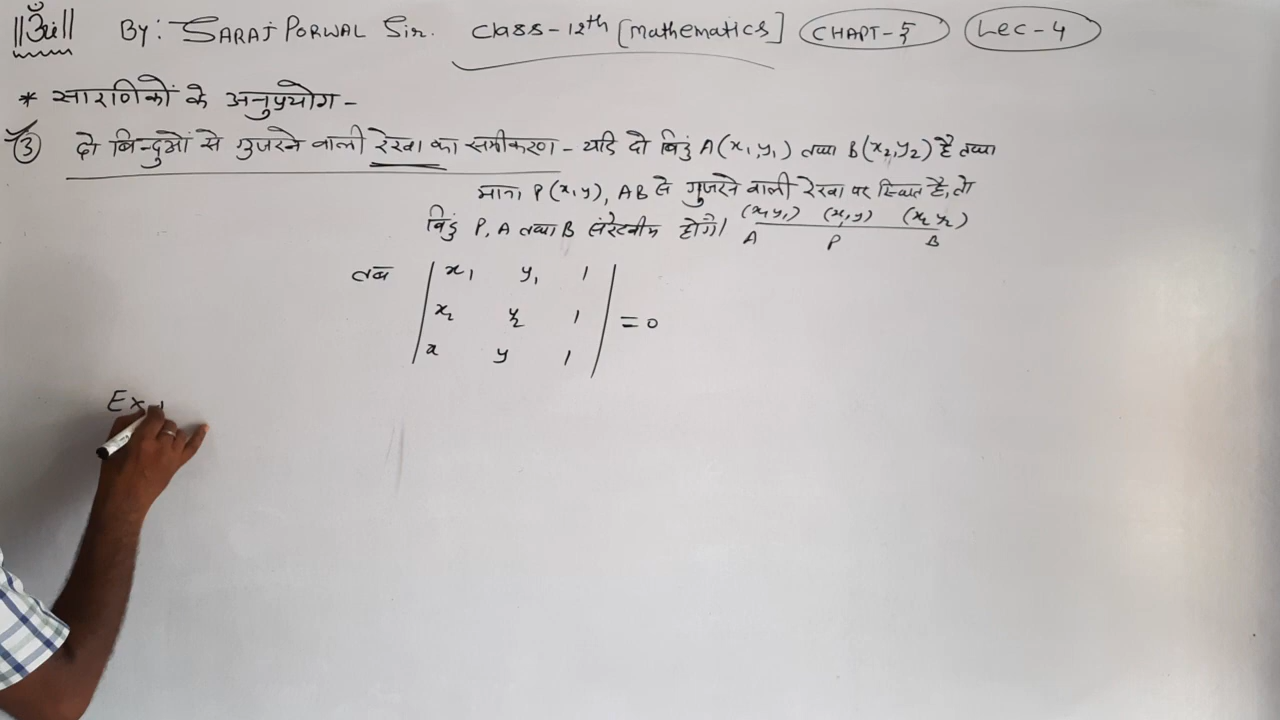 ||ॐ||
By: SARAJ PORWAL Sir. Class-12th [Mathematics] CHAPT-5 Lec-4
* सारणिकों के अनुप्रयोग -
③ दो बिन्दुओं से गुजरने वाली रेखा का समीकरण - यदि दो बिंदु A(x₁,y₁) तथा B(x₂,y₂) है तथा
माना P(x,y), AB से गुजरने वाली रेखा पर स्थित है, तो
बिंदु P, A तथा B संरेखीय होंगे। (x₁,y₁) (x,y) (x₂ y₂)
A P B
तब | x₁ y₁ 1 |
| x₂ y₂ 1 | = 0
| x y 1 |
Ex